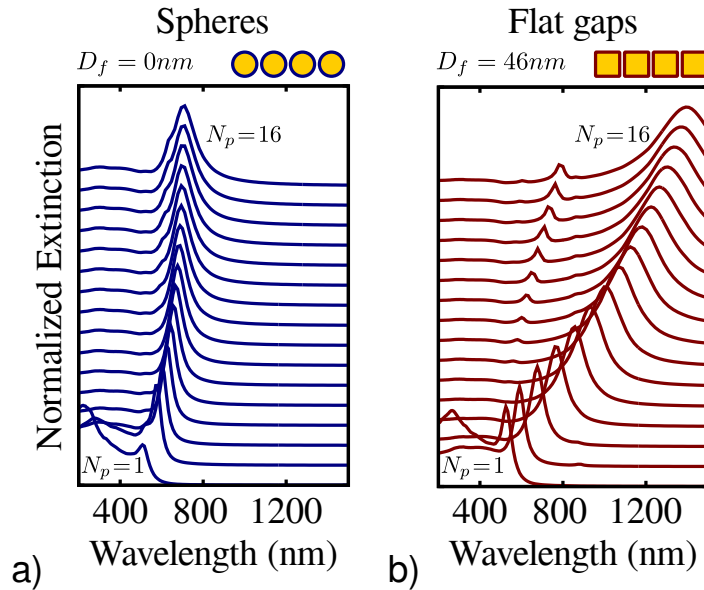 Spheres
D_f = 0nm
N_p = 16
N_p = 1
Normalized Extinction
400 800 1200
Wavelength (nm)
a)
Flat gaps
D_f = 46nm
N_p = 16
N_p = 1
400 800 1200
Wavelength (nm)
b)